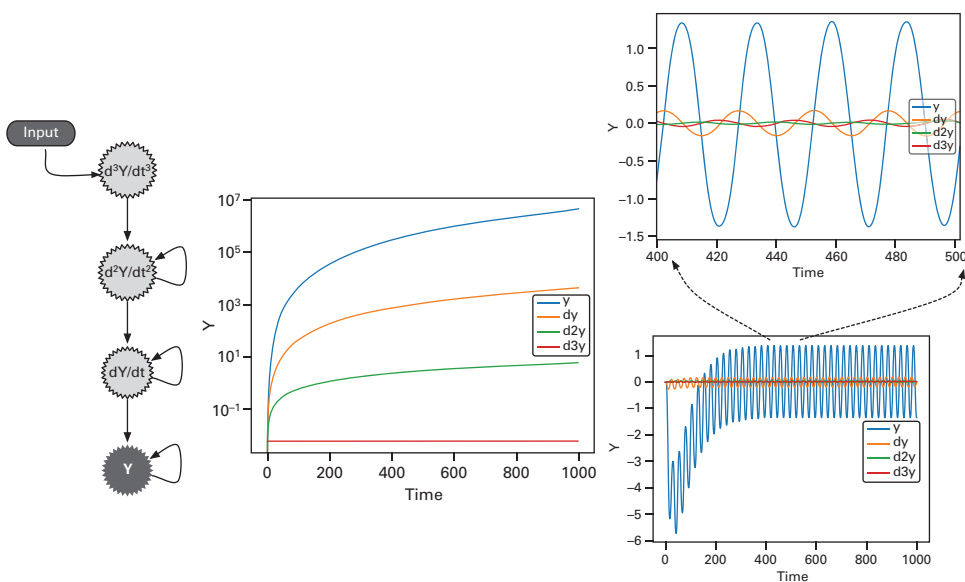 Input
d³Y/dt³
d²Y/dt²
dY/dt
Y
10⁷
10⁵
10³
10¹
10⁻¹
Y
y
dy
d2y
d3y
0 200 400 600 800 1000
Time
1.0
0.5
0.0
−0.5
−1.0
−1.5
Y
y
dy
d2y
d3y
400 420 440 460 480 500
Time
1
0
−1
−2
−3
−4
−5
−6
Y
y
dy
d2y
d3y
0 200 400 600 800 1000
Time